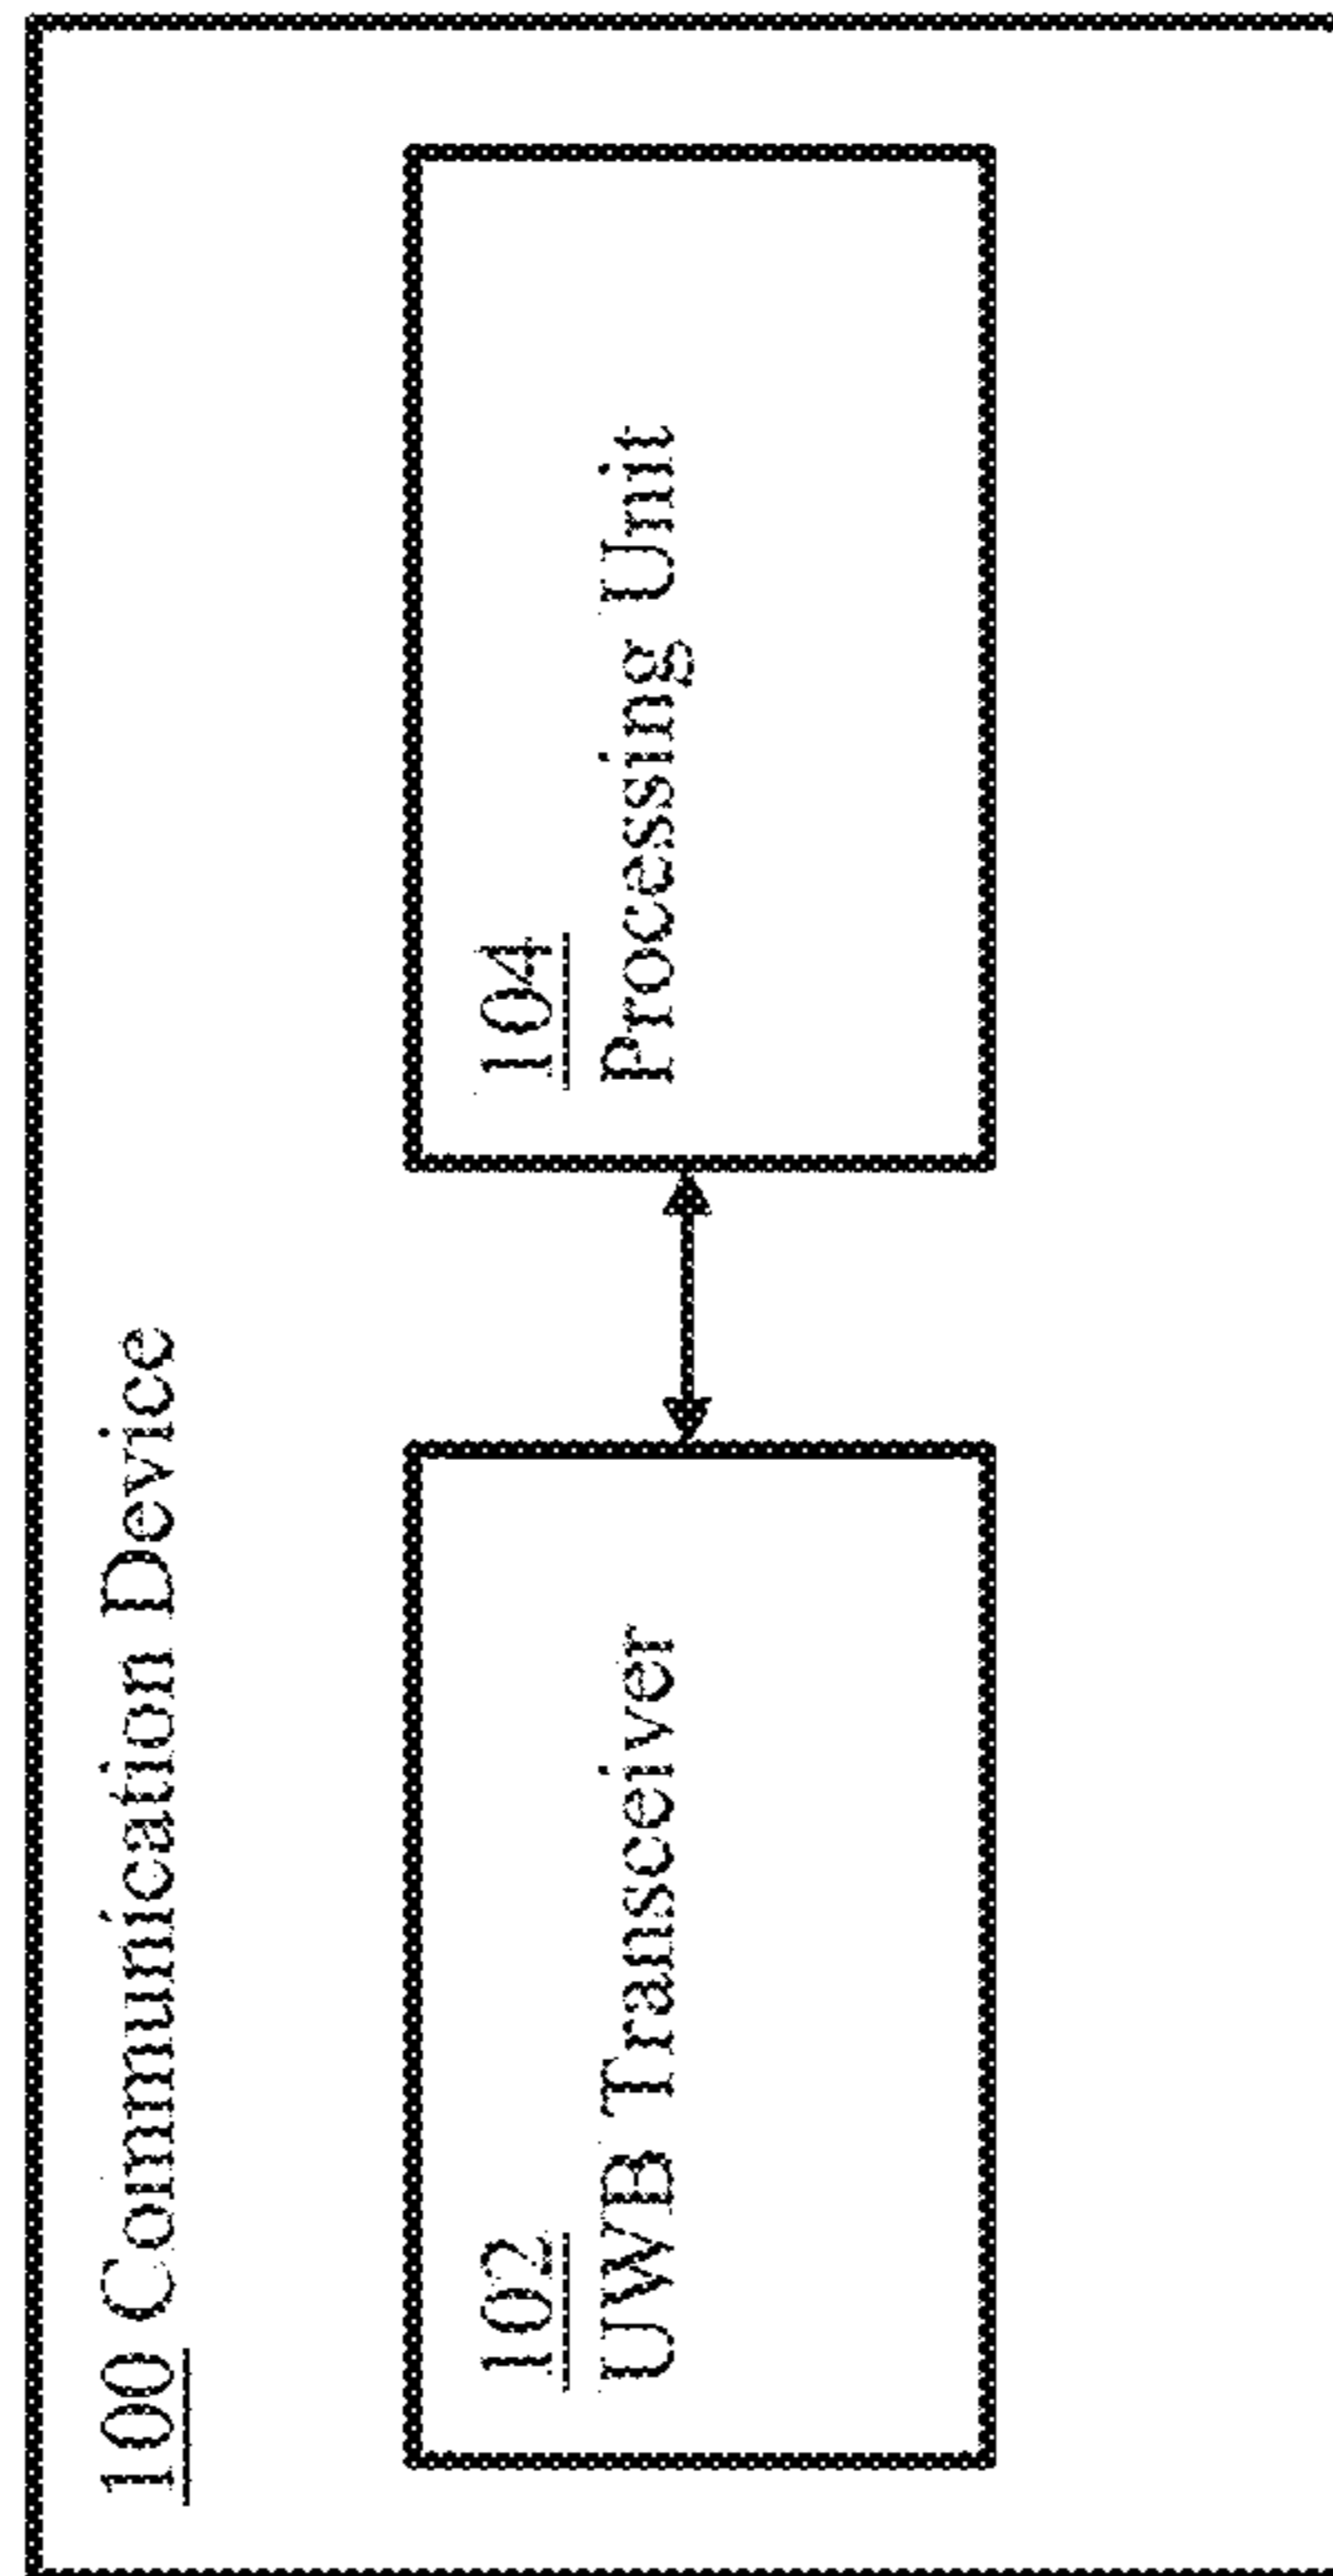 100 Communication Device
102
UWB Transceiver
104
Processing Unit